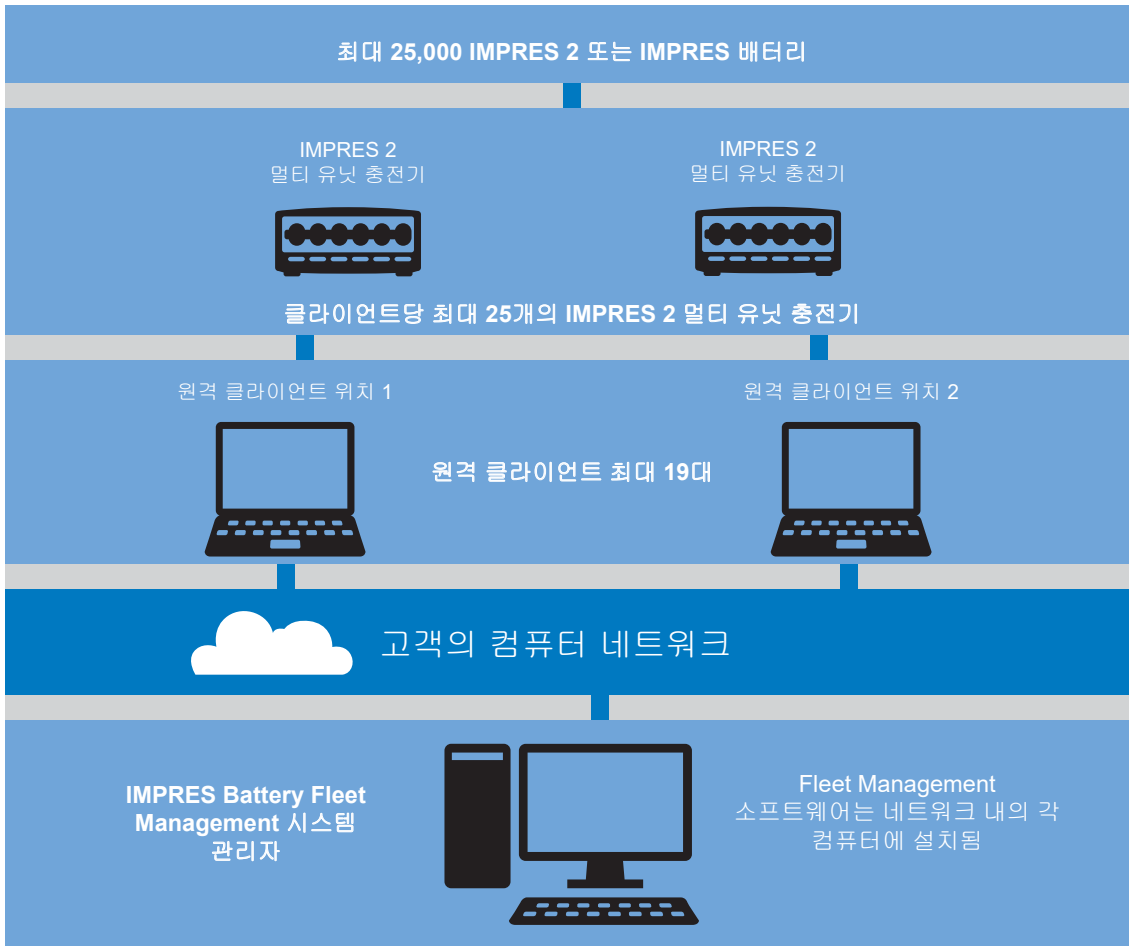 최대 25,000 IMPRES 2 또는 IMPRES 배터리
IMPRES 2
멀티 유닛 충전기
IMPRES 2
멀티 유닛 충전기
클라이언트당 최대 25개의 IMPRES 2 멀티 유닛 충전기
원격 클라이언트 위치 1
원격 클라이언트 위치 2
원격 클라이언트 최대 19대
고객의 컴퓨터 네트워크
IMPRES Battery Fleet
Management 시스템
관리자
Fleet Management
소프트웨어는 네트워크 내의 각
컴퓨터에 설치됨